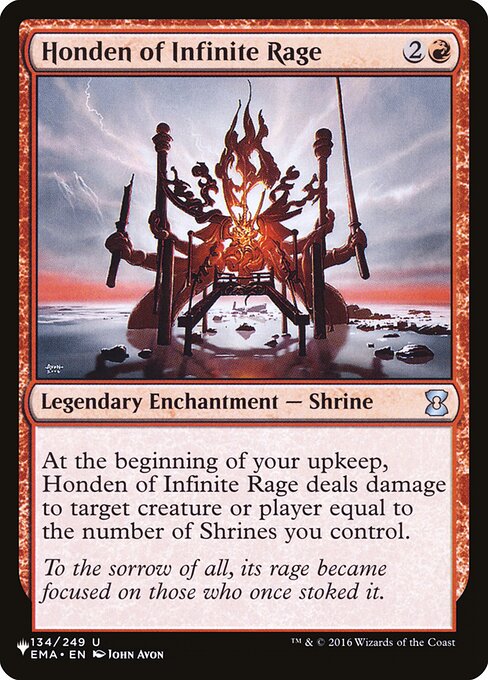 Honden of Infinite Rage 2
Legendary Enchantment — Shrine
At the beginning of your upkeep,
Honden of Infinite Rage deals damage
to target creature or player equal to
the number of Shrines you control.
To the sorrow of all, its rage became
focused on those who once stoked it.
134/249 U
EMA • EN John Avon ™ & © 2016 Wizards of the Coast